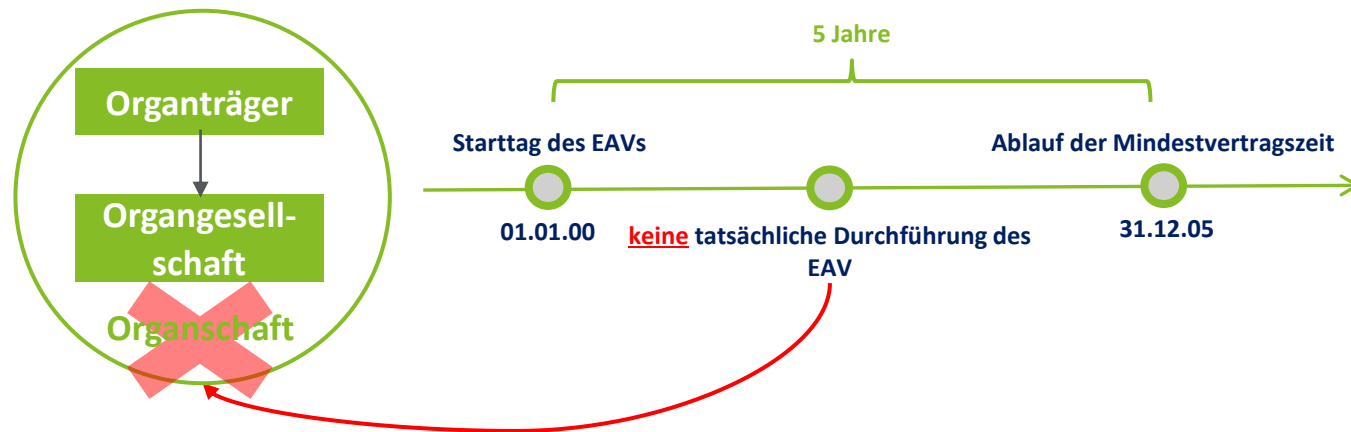 Organträger
Organgesell-
schaft
Organschaft
5 Jahre
Starttag des EAVs
Ablauf der Mindestvertragszeit
01.01.00
keine tatsächliche Durchführung des
EAV
31.12.05